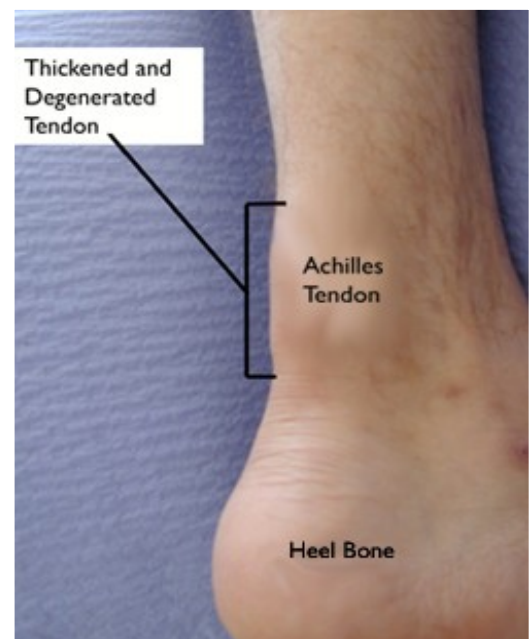 Thickened and
Degenerated
Tendon
Achilles
Tendon
Heel Bone